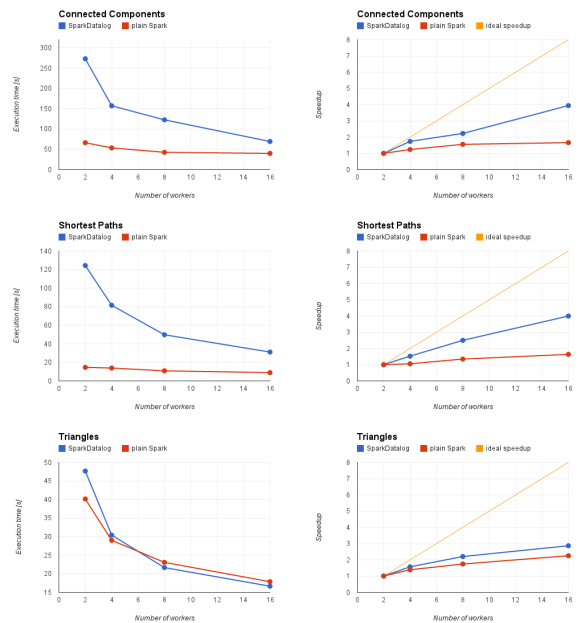 Connected Components
SparkDatalog plain Spark
Execution time [s]
300
250
200
150
100
50
0
0 2 4 6 8 10 12 14 16
Number of workers
Connected Components
SparkDatalog plain Spark ideal speedup
Speedup
8
7
6
5
4
3
2
1
0
0 2 4 6 8 10 12 14 16
Number of workers
Shortest Paths
SparkDatalog plain Spark
Execution time [s]
140
120
100
80
60
40
20
0
0 2 4 6 8 10 12 14 16
Number of workers
Shortest Paths
SparkDatalog plain Spark ideal speedup
Speedup
8
7
6
5
4
3
2
1
0
0 2 4 6 8 10 12 14 16
Number of workers
Triangles
SparkDatalog plain Spark
Execution time [s]
50
45
40
35
30
25
20
15
0 2 4 6 8 10 12 14 16
Number of workers
Triangles
SparkDatalog plain Spark ideal speedup
Speedup
8
7
6
5
4
3
2
1
0
0 2 4 6 8 10 12 14 16
Number of workers